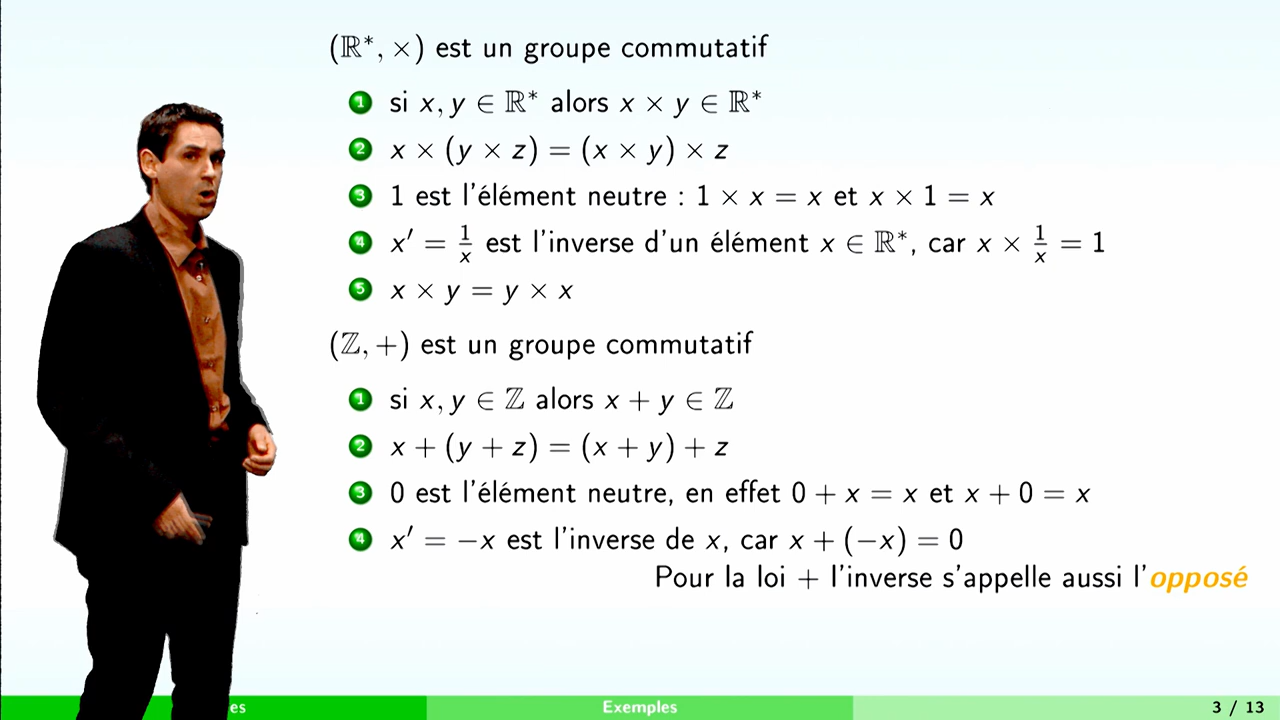 (ℝ*, ×) est un groupe commutatif
1 si x, y ∈ ℝ* alors x × y ∈ ℝ*
2 x × (y × z) = (x × y) × z
3 1 est l'élément neutre : 1 × x = x et x × 1 = x
4 x′ = 1/x est l'inverse d'un élément x ∈ ℝ*, car x × 1/x = 1
5 x × y = y × x
(ℤ, +) est un groupe commutatif
1 si x, y ∈ ℤ alors x + y ∈ ℤ
2 x + (y + z) = (x + y) + z
3 0 est l'élément neutre, en effet 0 + x = x et x + 0 = x
4 x′ = −x est l'inverse de x, car x + (−x) = 0
Pour la loi + l'inverse s'appelle aussi l'opposé
es Exemples 3 / 13